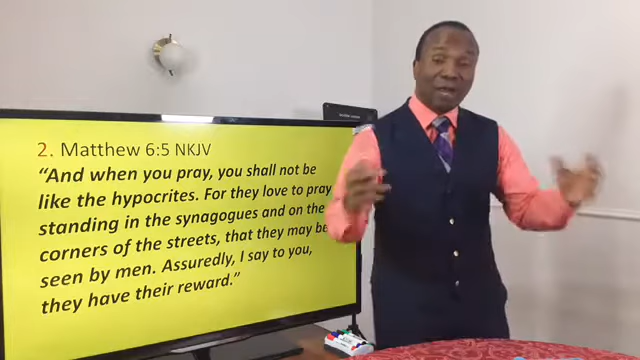 2. Matthew 6:5 NKJV
“And when you pray, you shall not be
like the hypocrites. For they love to pray
standing in the synagogues and on the
corners of the streets, that they may be
seen by men. Assuredly, I say to you,
they have their reward.”